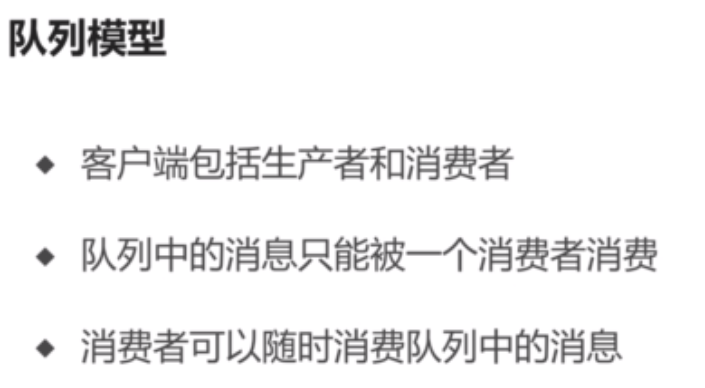 队列模型
◆ 客户端包括生产者和消费者
◆ 队列中的消息只能被一个消费者消费
◆ 消费者可以随时消费队列中的消息